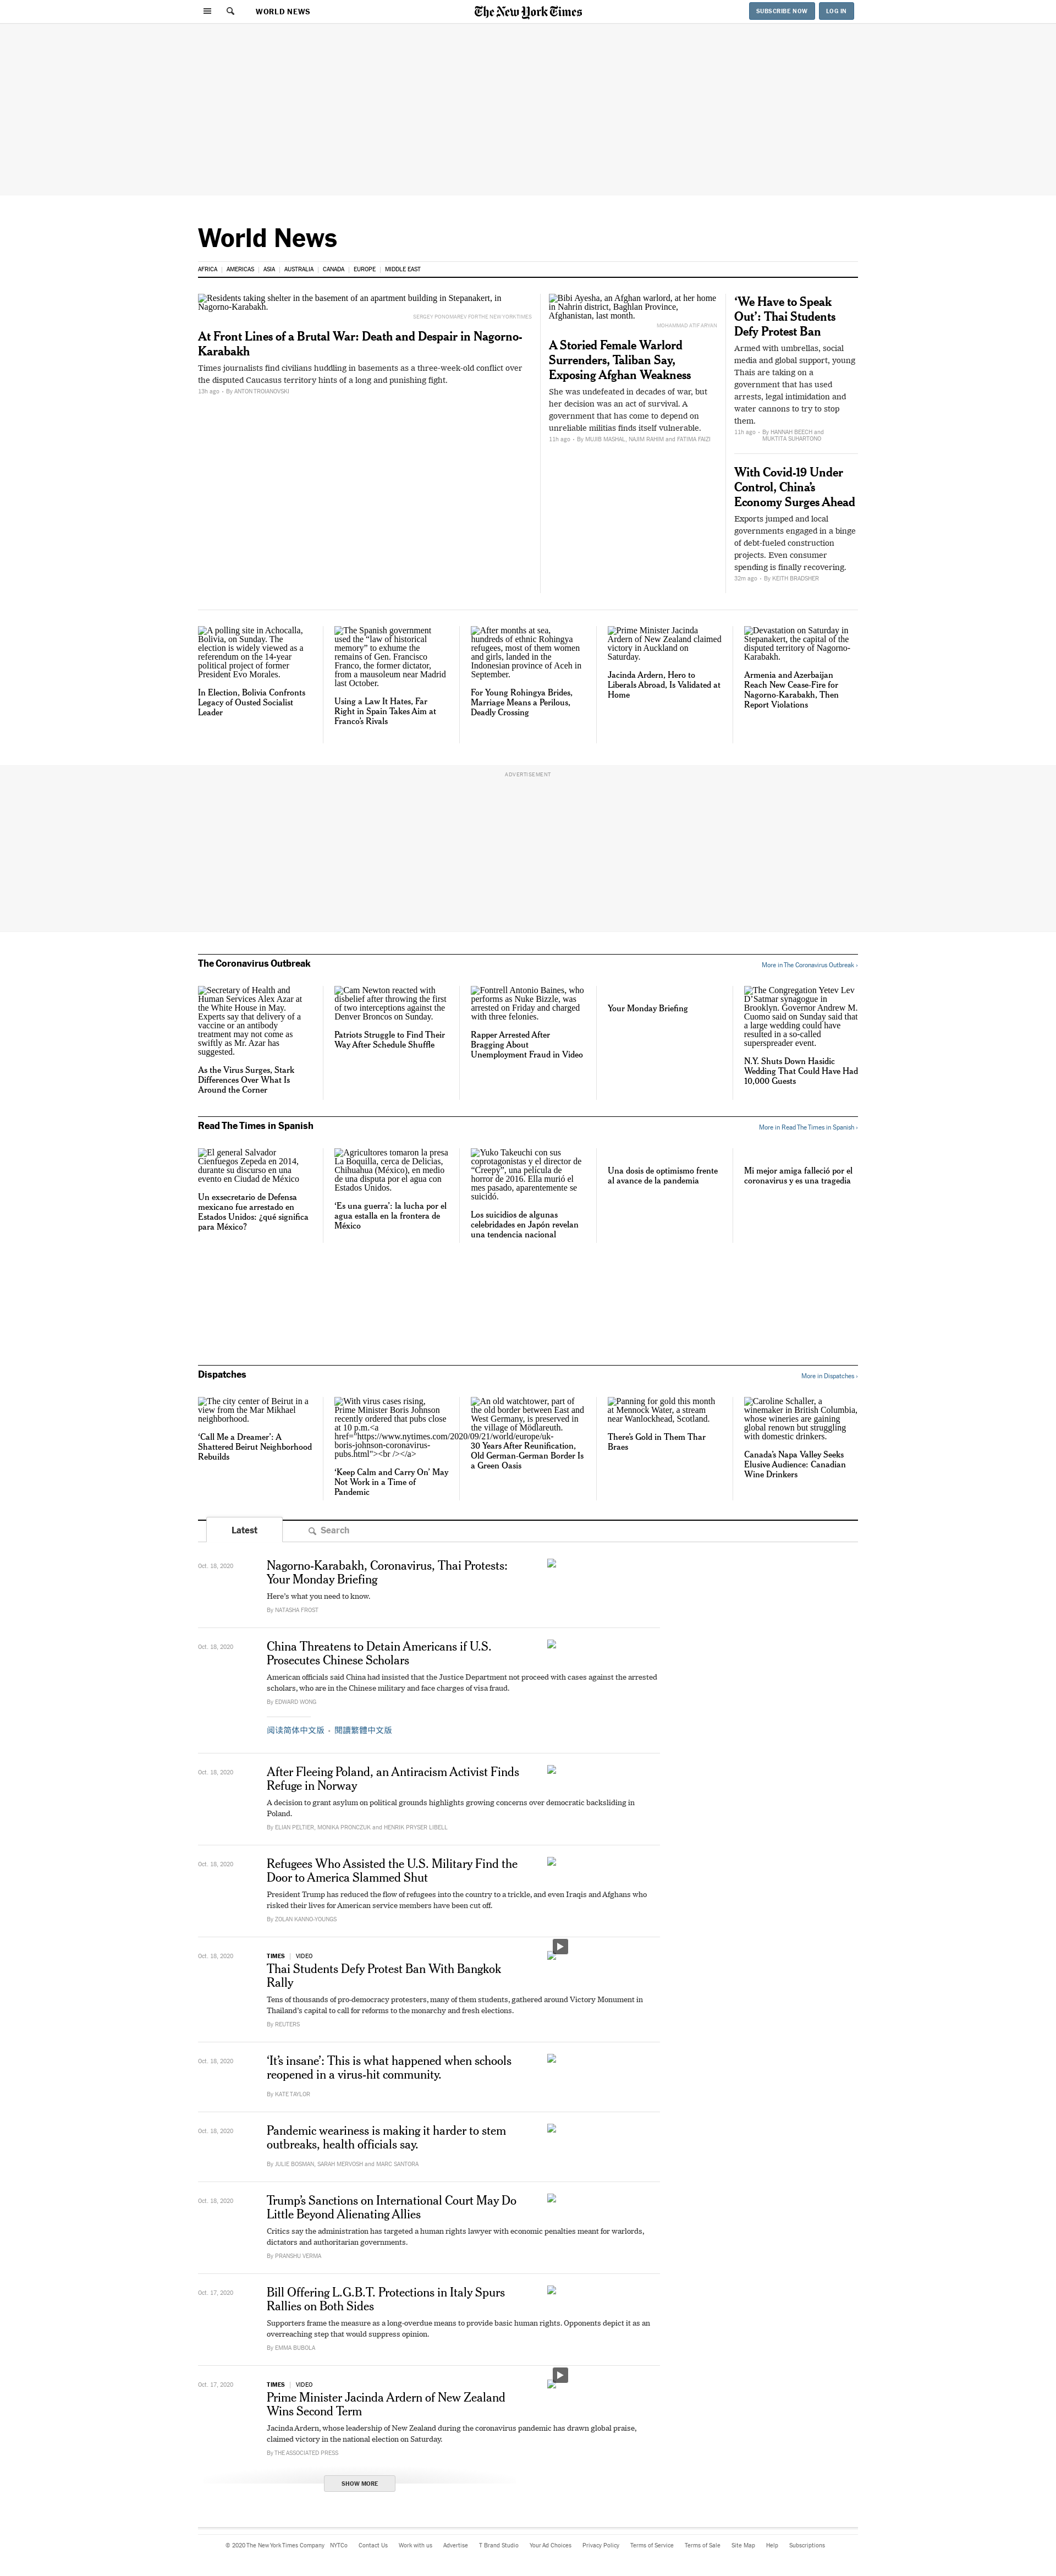 WORLD NEWS
The New York Times
SUBSCRIBE NOW
LOG IN
World News
AFRICA
AMERICAS
ASIA
AUSTRALIA
CANADA
EUROPE
MIDDLE EAST
Residents taking shelter in the basement of an apartment building in Stepanakert, in
Nagorno-Karabakh.
SERGEY PONOMAREV FOR THE NEW YORK TIMES
At Front Lines of a Brutal War: Death and Despair in Nagorno-
Karabakh
Times journalists find civilians huddling in basements as a three-week-old conflict over
the disputed Caucasus territory hints of a long and punishing fight.
13h ago · By ANTON TROIANOVSKI
Bibi Ayesha, an Afghan warlord, at her home
in Nahrin district, Baghlan Province,
Afghanistan, last month.
MOHAMMAD ATIF ARYAN
A Storied Female Warlord
Surrenders, Taliban Say,
Exposing Afghan Weakness
She was undefeated in decades of war, but
her decision was an act of survival. A
government that has come to depend on
unreliable militias finds itself vulnerable.
11h ago · By MUJIB MASHAL, NAJIM RAHIM and FATIMA FAIZI
‘We Have to Speak
Out’: Thai Students
Defy Protest Ban
Armed with umbrellas, social
media and global support, young
Thais are taking on a
government that has used
arrests, legal intimidation and
water cannons to try to stop
them.
11h ago · By HANNAH BEECH and
MUKTITA SUHARTONO
With Covid-19 Under
Control, China’s
Economy Surges Ahead
Exports jumped and local
governments engaged in a binge
of debt-fueled construction
projects. Even consumer
spending is finally recovering.
32m ago · By KEITH BRADSHER
A polling site in Achocalla,
Bolivia, on Sunday. The
election is widely viewed as a
referendum on the 14-year
political project of former
President Evo Morales.
In Election, Bolivia Confronts
Legacy of Ousted Socialist
Leader
The Spanish government
used the “law of historical
memory” to exhume the
remains of Gen. Francisco
Franco, the former dictator,
from a mausoleum near Madrid
last October.
Using a Law It Hates, Far
Right in Spain Takes Aim at
Franco’s Rivals
After months at sea,
hundreds of ethnic Rohingya
refugees, most of them women
and girls, landed in the
Indonesian province of Aceh in
September.
For Young Rohingya Brides,
Marriage Means a Perilous,
Deadly Crossing
Prime Minister Jacinda
Ardern of New Zealand claimed
victory in Auckland on
Saturday.
Jacinda Ardern, Hero to
Liberals Abroad, Is Validated at
Home
Devastation on Saturday in
Stepanakert, the capital of the
disputed territory of Nagorno-
Karabakh.
Armenia and Azerbaijan
Reach New Cease-Fire for
Nagorno-Karabakh, Then
Report Violations
ADVERTISEMENT
The Coronavirus Outbreak
More in The Coronavirus Outbreak ›
Secretary of Health and
Human Services Alex Azar at
the White House in May.
Experts say that delivery of a
vaccine or an antibody
treatment may not come as
swiftly as Mr. Azar has
suggested.
As the Virus Surges, Stark
Differences Over What Is
Around the Corner
Cam Newton reacted with
disbelief after throwing the first
of two interceptions against the
Denver Broncos on Sunday.
Patriots Struggle to Find Their
Way After Schedule Shuffle
Fontrell Antonio Baines, who
performs as Nuke Bizzle, was
arrested on Friday and charged
with three felonies.
Rapper Arrested After
Bragging About
Unemployment Fraud in Video
Your Monday Briefing
The Congregation Yetev Lev
D’Satmar synagogue in
Brooklyn. Governor Andrew M.
Cuomo said on Sunday said that
a large wedding could have
resulted in a so-called
superspreader event.
N.Y. Shuts Down Hasidic
Wedding That Could Have Had
10,000 Guests
Read The Times in Spanish
More in Read The Times in Spanish ›
El general Salvador
Cienfuegos Zepeda en 2014,
durante su discurso en una
evento en Ciudad de México
Un exsecretario de Defensa
mexicano fue arrestado en
Estados Unidos: ¿qué significa
para México?
Agricultores tomaron la presa
La Boquilla, cerca de Delicias,
Chihuahua (México), en medio
de una disputa por el agua con
Estados Unidos.
‘Es una guerra’: la lucha por el
agua estalla en la frontera de
México
Yuko Takeuchi con sus
coprotagonistas y el director de
“Creepy”, una película de
horror de 2016. Ella murió el
mes pasado, aparentemente se
suicidó.
Los suicidios de algunas
celebridades en Japón revelan
una tendencia nacional
Una dosis de optimismo frente
al avance de la pandemia
Mi mejor amiga falleció por el
coronavirus y es una tragedia
Dispatches
More in Dispatches ›
The city center of Beirut in a
view from the Mar Mikhael
neighborhood.
‘Call Me a Dreamer’: A
Shattered Beirut Neighborhood
Rebuilds
With virus cases rising,
Prime Minister Boris Johnson
recently ordered that pubs close
at 10 p.m.<a
href="https://www.nytimes.com/2020/09/21/world/europe/uk-
boris-johnson-coronavirus-
pubs.html"><br /></a>
‘Keep Calm and Carry On’ May
Not Work in a Time of
Pandemic
An old watchtower, part of
the old border between East and
West Germany, is preserved in
the village of Mödlareuth.
30 Years After Reunification,
Old German-German Border Is
a Green Oasis
Panning for gold this month
at Mennock Water, a stream
near Wanlockhead, Scotland.
There’s Gold in Them Thar
Braes
Caroline Schaller, a
winemaker in British Columbia,
whose wineries are gaining
global renown but struggling
with domestic drinkers.
Canada’s Napa Valley Seeks
Elusive Audience: Canadian
Wine Drinkers
Latest
Search
Oct. 18, 2020
Nagorno-Karabakh, Coronavirus, Thai Protests:
Your Monday Briefing
Here’s what you need to know.
By NATASHA FROST
Oct. 18, 2020
China Threatens to Detain Americans if U.S.
Prosecutes Chinese Scholars
American officials said China had insisted that the Justice Department not proceed with cases against the arrested
scholars, who are in the Chinese military and face charges of visa fraud.
By EDWARD WONG
阅读简体中文版 · 閱讀繁體中文版
Oct. 18, 2020
After Fleeing Poland, an Antiracism Activist Finds
Refuge in Norway
A decision to grant asylum on political grounds highlights growing concerns over democratic backsliding in
Poland.
By ELIAN PELTIER, MONIKA PRONCZUK and HENRIK PRYSER LIBELL
Oct. 18, 2020
Refugees Who Assisted the U.S. Military Find the
Door to America Slammed Shut
President Trump has reduced the flow of refugees into the country to a trickle, and even Iraqis and Afghans who
risked their lives for American service members have been cut off.
By ZOLAN KANNO-YOUNGS
Oct. 18, 2020
TIMES | VIDEO
Thai Students Defy Protest Ban With Bangkok
Rally
Tens of thousands of pro-democracy protesters, many of them students, gathered around Victory Monument in
Thailand’s capital to call for reforms to the monarchy and fresh elections.
By REUTERS
Oct. 18, 2020
‘It’s insane’: This is what happened when schools
reopened in a virus-hit community.
By KATE TAYLOR
Oct. 18, 2020
Pandemic weariness is making it harder to stem
outbreaks, health officials say.
By JULIE BOSMAN, SARAH MERVOSH and MARC SANTORA
Oct. 18, 2020
Trump’s Sanctions on International Court May Do
Little Beyond Alienating Allies
Critics say the administration has targeted a human rights lawyer with economic penalties meant for warlords,
dictators and authoritarian governments.
By PRANSHU VERMA
Oct. 17, 2020
Bill Offering L.G.B.T. Protections in Italy Spurs
Rallies on Both Sides
Supporters frame the measure as a long-overdue means to provide basic human rights. Opponents depict it as an
overreaching step that would suppress opinion.
By EMMA BUBOLA
Oct. 17, 2020
TIMES | VIDEO
Prime Minister Jacinda Ardern of New Zealand
Wins Second Term
Jacinda Ardern, whose leadership of New Zealand during the coronavirus pandemic has drawn global praise,
claimed victory in the national election on Saturday.
By THE ASSOCIATED PRESS
SHOW MORE
© 2020 The New York Times Company NYTCo Contact Us Work with us Advertise T Brand Studio Your Ad Choices Privacy Policy Terms of Service Terms of Sale Site Map Help Subscriptions